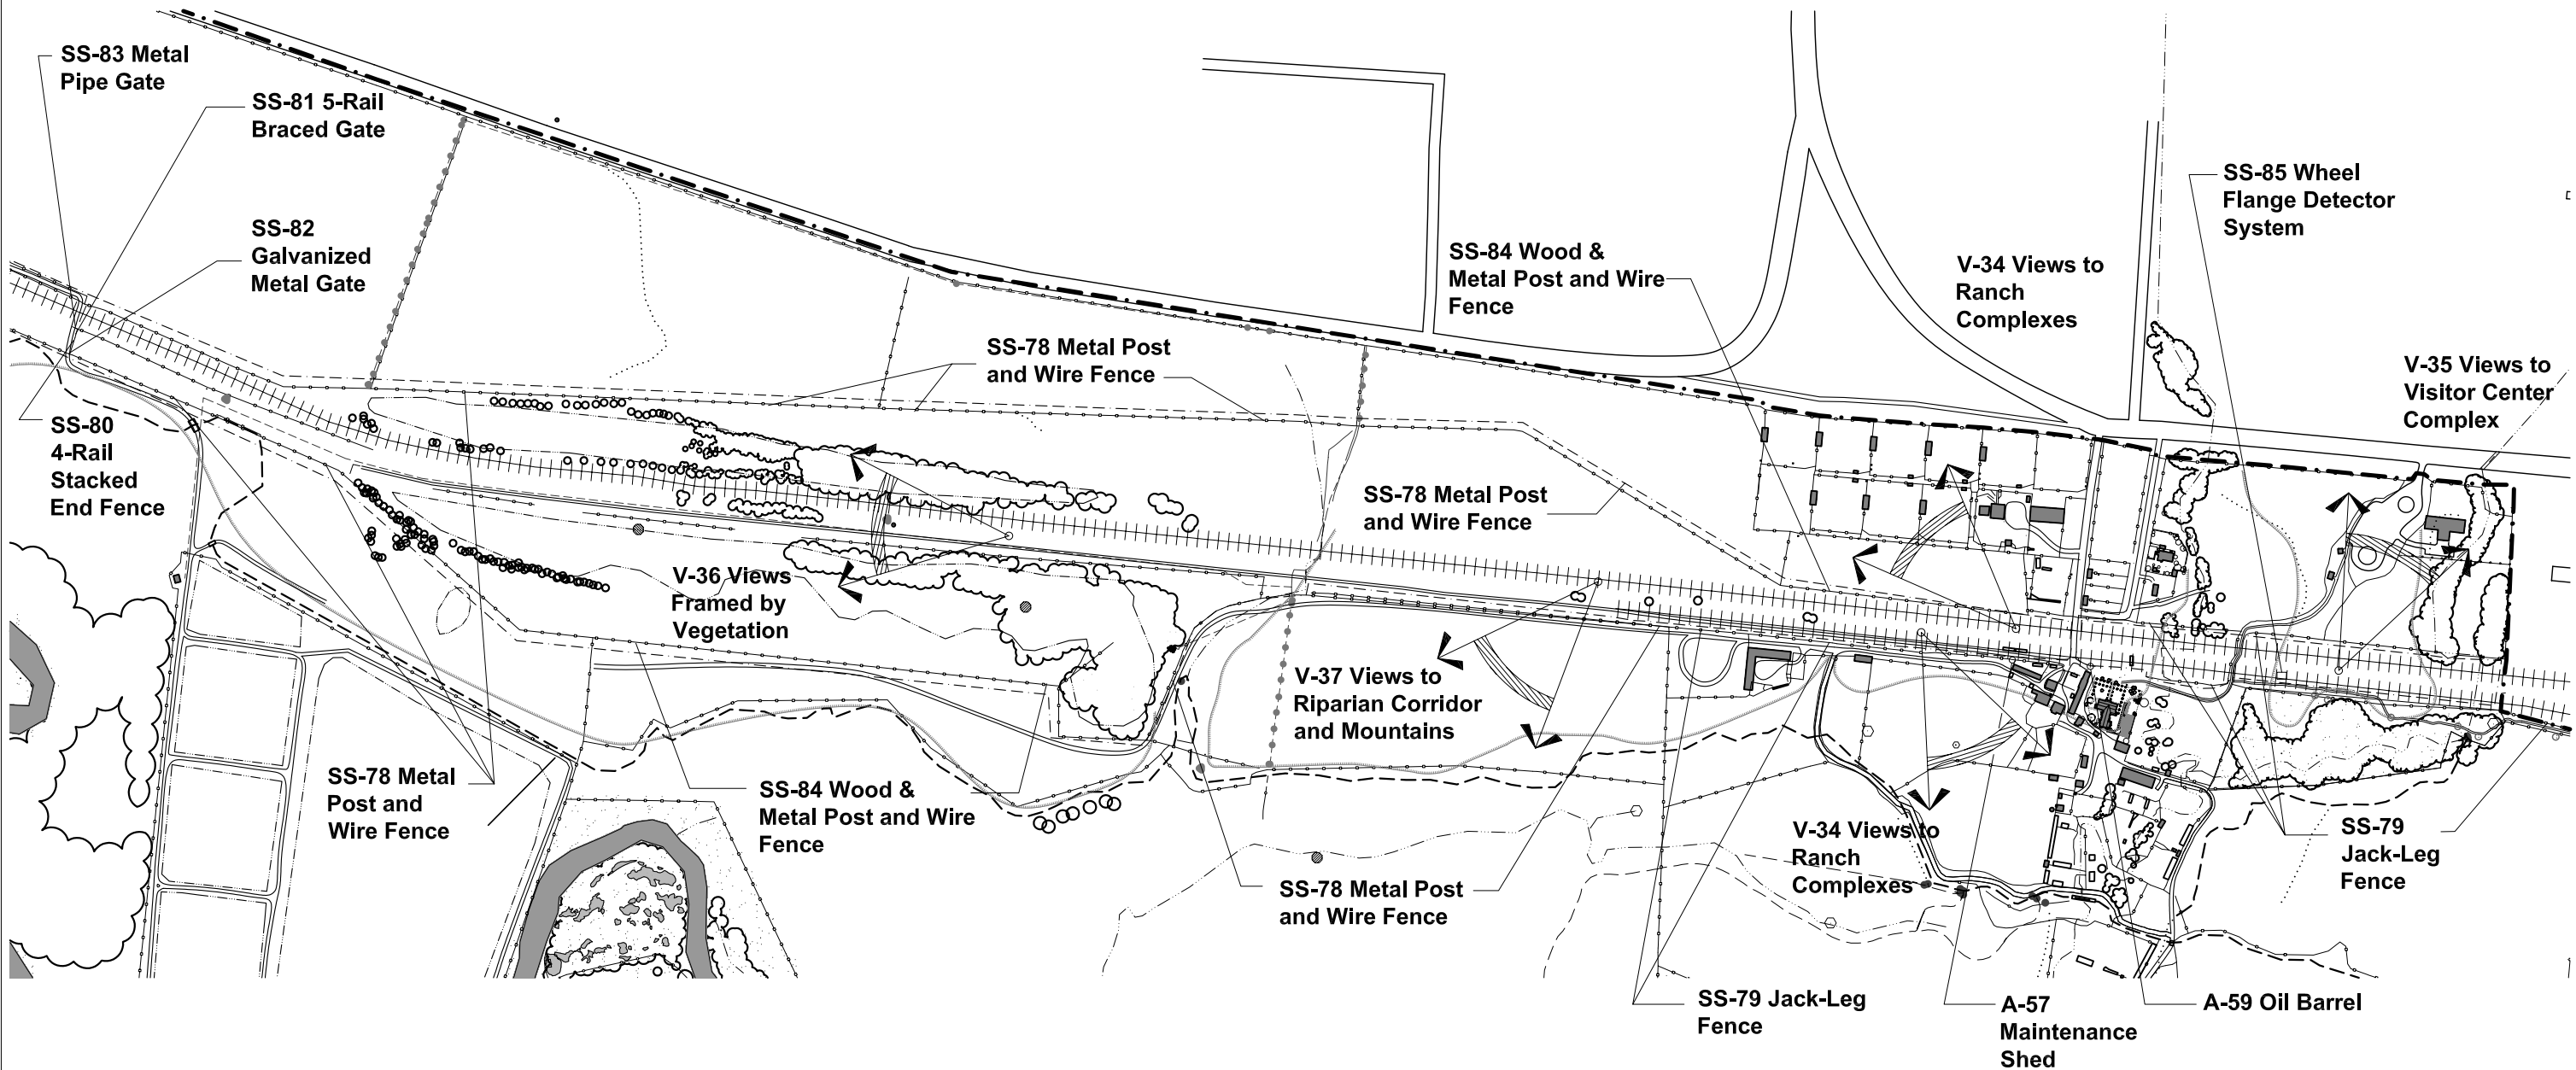 SS-83 Metal
Pipe Gate
SS-81 5-Rail
Braced Gate
SS-82
Galvanized
Metal Gate
SS-80
4-Rail
Stacked
End Fence
SS-78 Metal Post
and Wire Fence
SS-84 Wood &
Metal Post and Wire
Fence
V-34 Views to
Ranch
Complexes
SS-85 Wheel
Flange Detector
System
V-35 Views to
Visitor Center
Complex
SS-78 Metal Post
and Wire Fence
V-36 Views
Framed by
Vegetation
V-37 Views to
Riparian Corridor
and Mountains
SS-78 Metal
Post and
Wire Fence
SS-84 Wood &
Metal Post and Wire
Fence
SS-78 Metal Post
and Wire Fence
V-34 Views to
Ranch
Complexes
SS-79
Jack-Leg
Fence
SS-79 Jack-Leg
Fence
A-57
Maintenance
Shed
A-59 Oil Barrel